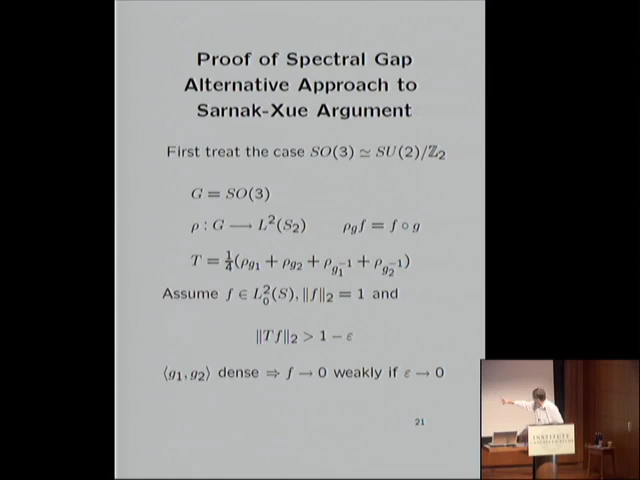 Proof of Spectral Gap
Alternative Approach to
Sarnak-Xue Argument
First treat the case SO(3) ≃ SU(2)/ℤ₂
G = SO(3)
ρ : G ⟶ L²(S₂)    ρ_g f = f ∘ g
T = ¼(ρ_{g₁} + ρ_{g₂} + ρ_{g₁⁻¹} + ρ_{g₂⁻¹})
Assume f ∈ L²₀(S), ‖f‖₂ = 1 and
‖Tf‖₂ > 1 − ε
⟨g₁, g₂⟩ dense ⇒ f → 0 weakly if ε → 0
21
INSTITUTE